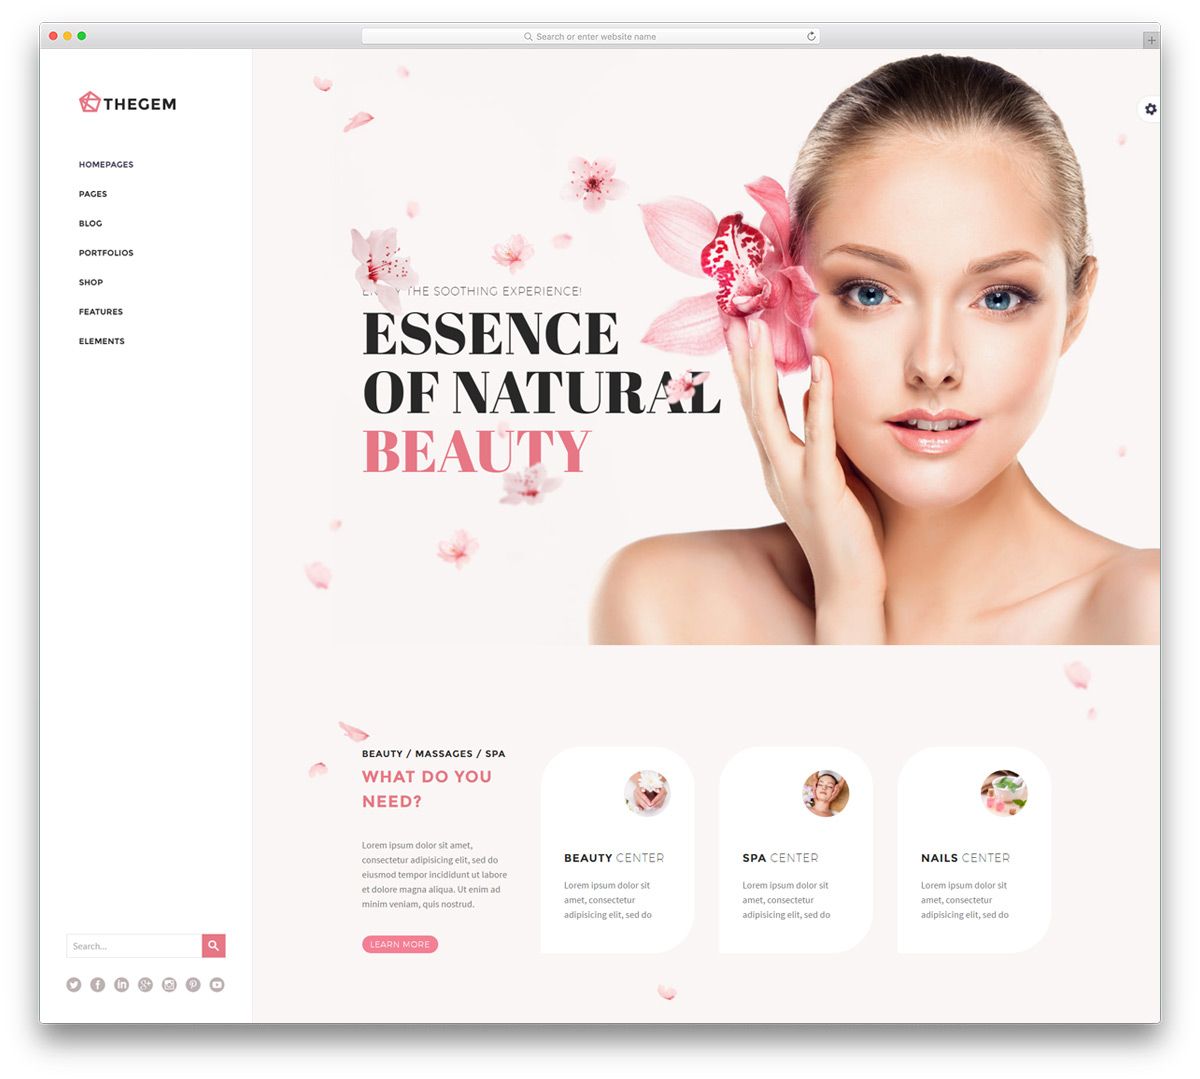 Search or enter website name
THEGEM
HOMEPAGES
PAGES
BLOG
PORTFOLIOS
SHOP
FEATURES
ELEMENTS
Search...
ENJOY THE SOOTHING EXPERIENCE!
ESSENCE
OF NATURAL
BEAUTY
BEAUTY / MASSAGES / SPA
WHAT DO YOU
NEED?
Lorem ipsum dolor sit amet,
consectetur adipisicing elit, sed do
eiusmod tempor incididunt ut labore
et dolore magna aliqua. Ut enim ad
minim veniam, quis nostrud.
LEARN MORE
BEAUTY CENTER
Lorem ipsum dolor sit
amet, consectetur
adipisicing elit, sed do
SPA CENTER
Lorem ipsum dolor sit
amet, consectetur
adipisicing elit, sed do
NAILS CENTER
Lorem ipsum dolor sit
amet, consectetur
adipisicing elit, sed do